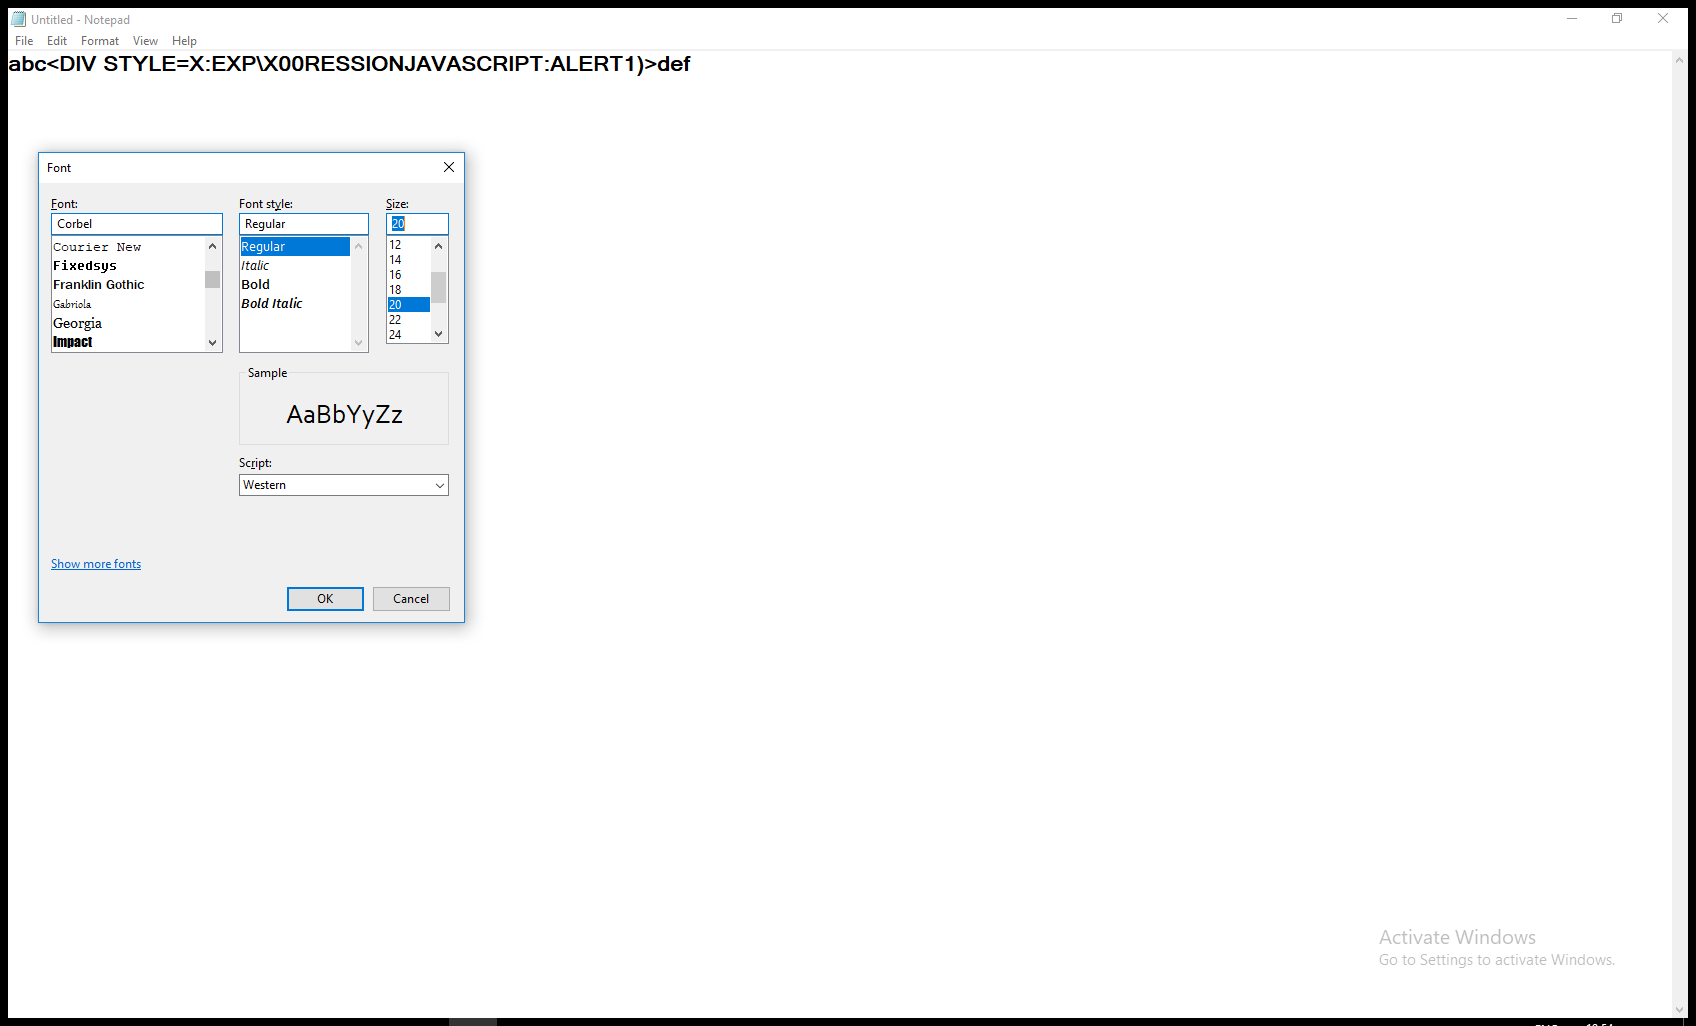 Untitled - Notepad
File Edit Format View Help
abc<DIV STYLE=X:EXP\X00RESSIONJAVASCRIPT:ALERT1)>def
Font
Font: Font style: Size:
Corbel Regular 20
Courier New Regular 12
Fixedsys Italic 14
Franklin Gothic Bold 16
Gabriola Bold Italic 18
Georgia 20
Impact 22
24
Sample
AaBbYyZz
Script:
Western
Show more fonts
OK Cancel
Activate Windows
Go to Settings to activate Windows.